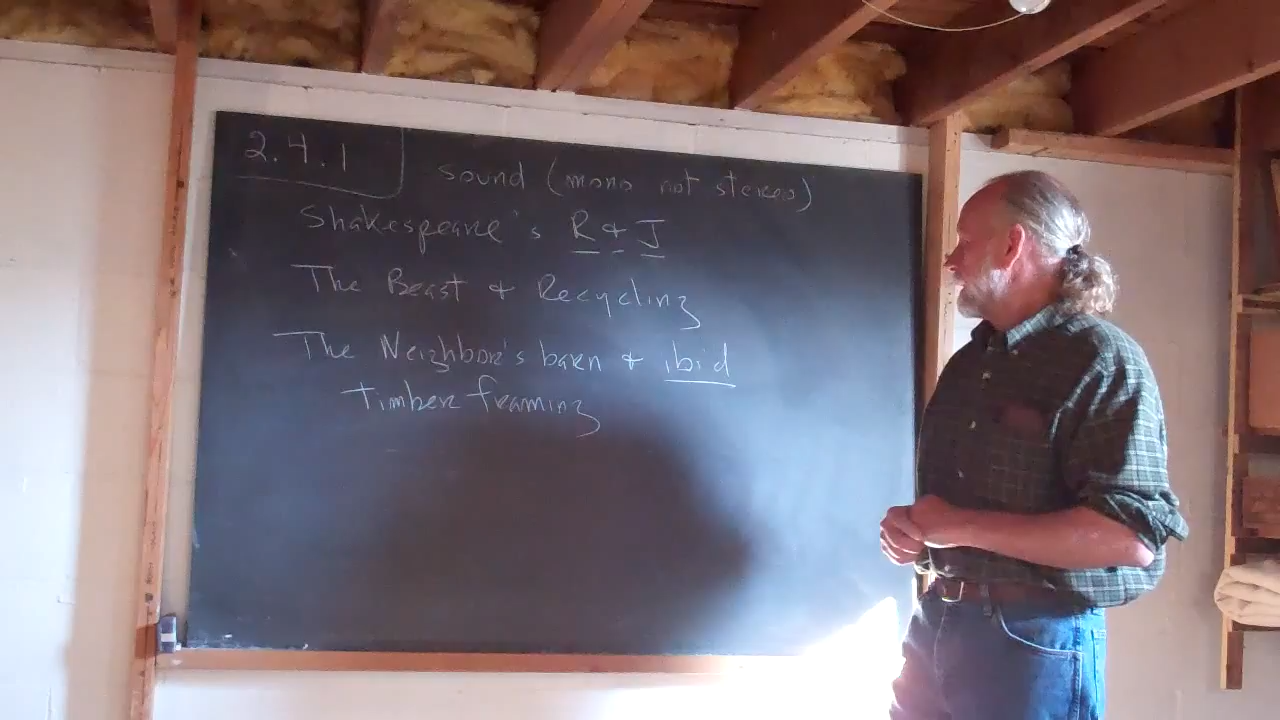 2.4.1
sound (mono not stereo)
Shakespeare's R & J
The Beast & Recycling
The Neighbor's barn & ibid
timber framing